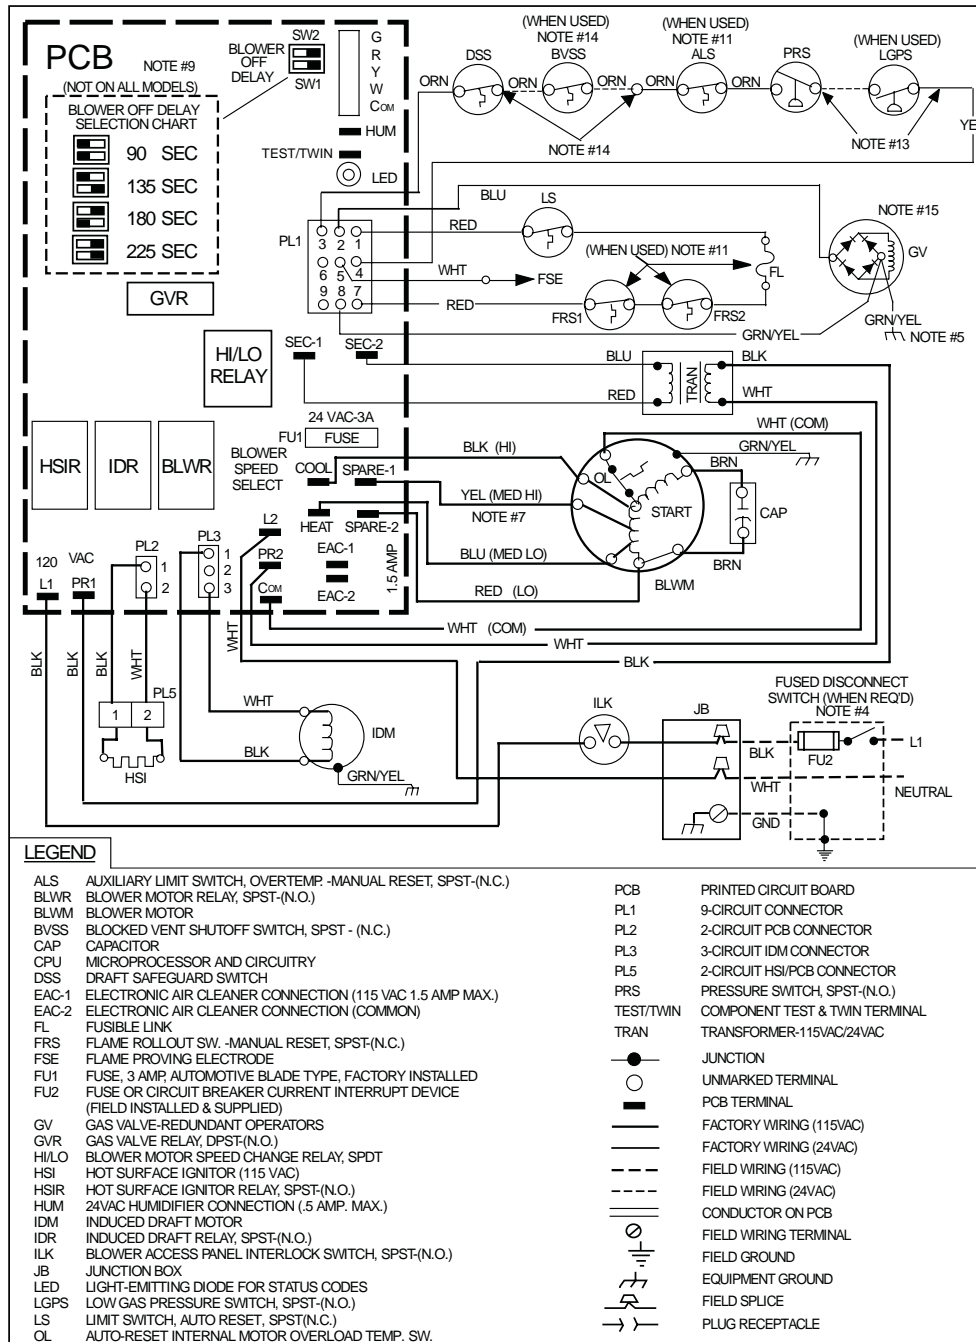 PCB
NOTE #9
(NOT ON ALL MODELS)
BLOWER OFF DELAY
SELECTION CHART
90 SEC
135 SEC
180 SEC
225 SEC
BLOWER
OFF
DELAY
SW2
SW1
G
R
Y
W
COM
HUM
TEST/TWIN
LED
GVR
HI/LO
RELAY
HSIR
IDR
BLWR
PL1
3 2 1
6 5 4
9 8 7
SEC-1
SEC-2
24 VAC-3A
FU1
FUSE
BLOWER
SPEED
SELECT
COOL
SPARE-1
HEAT
SPARE-2
L2
PR2
COM
EAC-1
EAC-2
1.5 AMP
120 VAC
L1
PR1
PL2
1
2
PL3
1
2
3
DSS
(WHEN USED)
NOTE #14
BVSS
(WHEN USED)
NOTE #11
ALS
PRS
(WHEN USED)
LGPS
ORN
ORN
ORN
ORN
ORN
YE
NOTE #14
NOTE #13
BLU
RED
LS
(WHEN USED) NOTE #11
WHT
FSE
RED
FRS1
FRS2
FL
NOTE #15
GV
GRN/YEL
GRN/YEL
NOTE #5
BLU
RED
TRAN
BLK
WHT
WHT (COM)
GRN/YEL
BLK (HI)
YEL (MED HI)
NOTE #7
BLU (MED LO)
RED (LO)
OL
START
BRN
CAP
BRN
BLWM
WHT (COM)
WHT
BLK
BLK
BLK
BLK
WHT
WHT
PL5
1 2
HSI
WHT
BLK
IDM
GRN/YEL
ILK
JB
FUSED DISCONNECT
SWITCH (WHEN REQ'D)
NOTE #4
BLK
FU2
L1
WHT
NEUTRAL
GND
LEGEND
ALS AUXILIARY LIMIT SWITCH, OVERTEMP. -MANUAL RESET, SPST-(N.C.)
BLWR BLOWER MOTOR RELAY, SPST-(N.O.)
BLWM BLOWER MOTOR
BVSS BLOCKED VENT SHUTOFF SWITCH, SPST - (N.C.)
CAP CAPACITOR
CPU MICROPROCESSOR AND CIRCUITRY
DSS DRAFT SAFEGUARD SWITCH
EAC-1 ELECTRONIC AIR CLEANER CONNECTION (115 VAC 1.5 AMP MAX.)
EAC-2 ELECTRONIC AIR CLEANER CONNECTION (COMMON)
FL FUSIBLE LINK
FRS FLAME ROLLOUT SW. -MANUAL RESET, SPST-(N.C.)
FSE FLAME PROVING ELECTRODE
FU1 FUSE, 3 AMP, AUTOMOTIVE BLADE TYPE, FACTORY INSTALLED
FU2 FUSE OR CIRCUIT BREAKER CURRENT INTERRUPT DEVICE
(FIELD INSTALLED & SUPPLIED)
GV GAS VALVE-REDUNDANT OPERATORS
GVR GAS VALVE RELAY, DPST-(N.O.)
HI/LO BLOWER MOTOR SPEED CHANGE RELAY, SPDT
HSI HOT SURFACE IGNITOR (115 VAC)
HSIR HOT SURFACE IGNITOR RELAY, SPST-(N.O.)
HUM 24VAC HUMIDIFIER CONNECTION (.5 AMP. MAX.)
IDM INDUCED DRAFT MOTOR
IDR INDUCED DRAFT RELAY, SPST-(N.O.)
ILK BLOWER ACCESS PANEL INTERLOCK SWITCH, SPST-(N.O.)
JB JUNCTION BOX
LED LIGHT-EMITTING DIODE FOR STATUS CODES
LGPS LOW GAS PRESSURE SWITCH, SPST-(N.O.)
LS LIMIT SWITCH, AUTO RESET, SPST(N.C.)
OL AUTO-RESET INTERNAL MOTOR OVERLOAD TEMP. SW.
PCB PRINTED CIRCUIT BOARD
PL1 9-CIRCUIT CONNECTOR
PL2 2-CIRCUIT PCB CONNECTOR
PL3 3-CIRCUIT IDM CONNECTOR
PL5 2-CIRCUIT HSI/PCB CONNECTOR
PRS PRESSURE SWITCH, SPST-(N.O.)
TEST/TWIN COMPONENT TEST & TWIN TERMINAL
TRAN TRANSFORMER-115VAC/24VAC
JUNCTION
UNMARKED TERMINAL
PCB TERMINAL
FACTORY WIRING (115VAC)
FACTORY WIRING (24VAC)
FIELD WIRING (115VAC)
FIELD WIRING (24VAC)
CONDUCTOR ON PCB
FIELD WIRING TERMINAL
FIELD GROUND
EQUIPMENT GROUND
FIELD SPLICE
PLUG RECEPTACLE